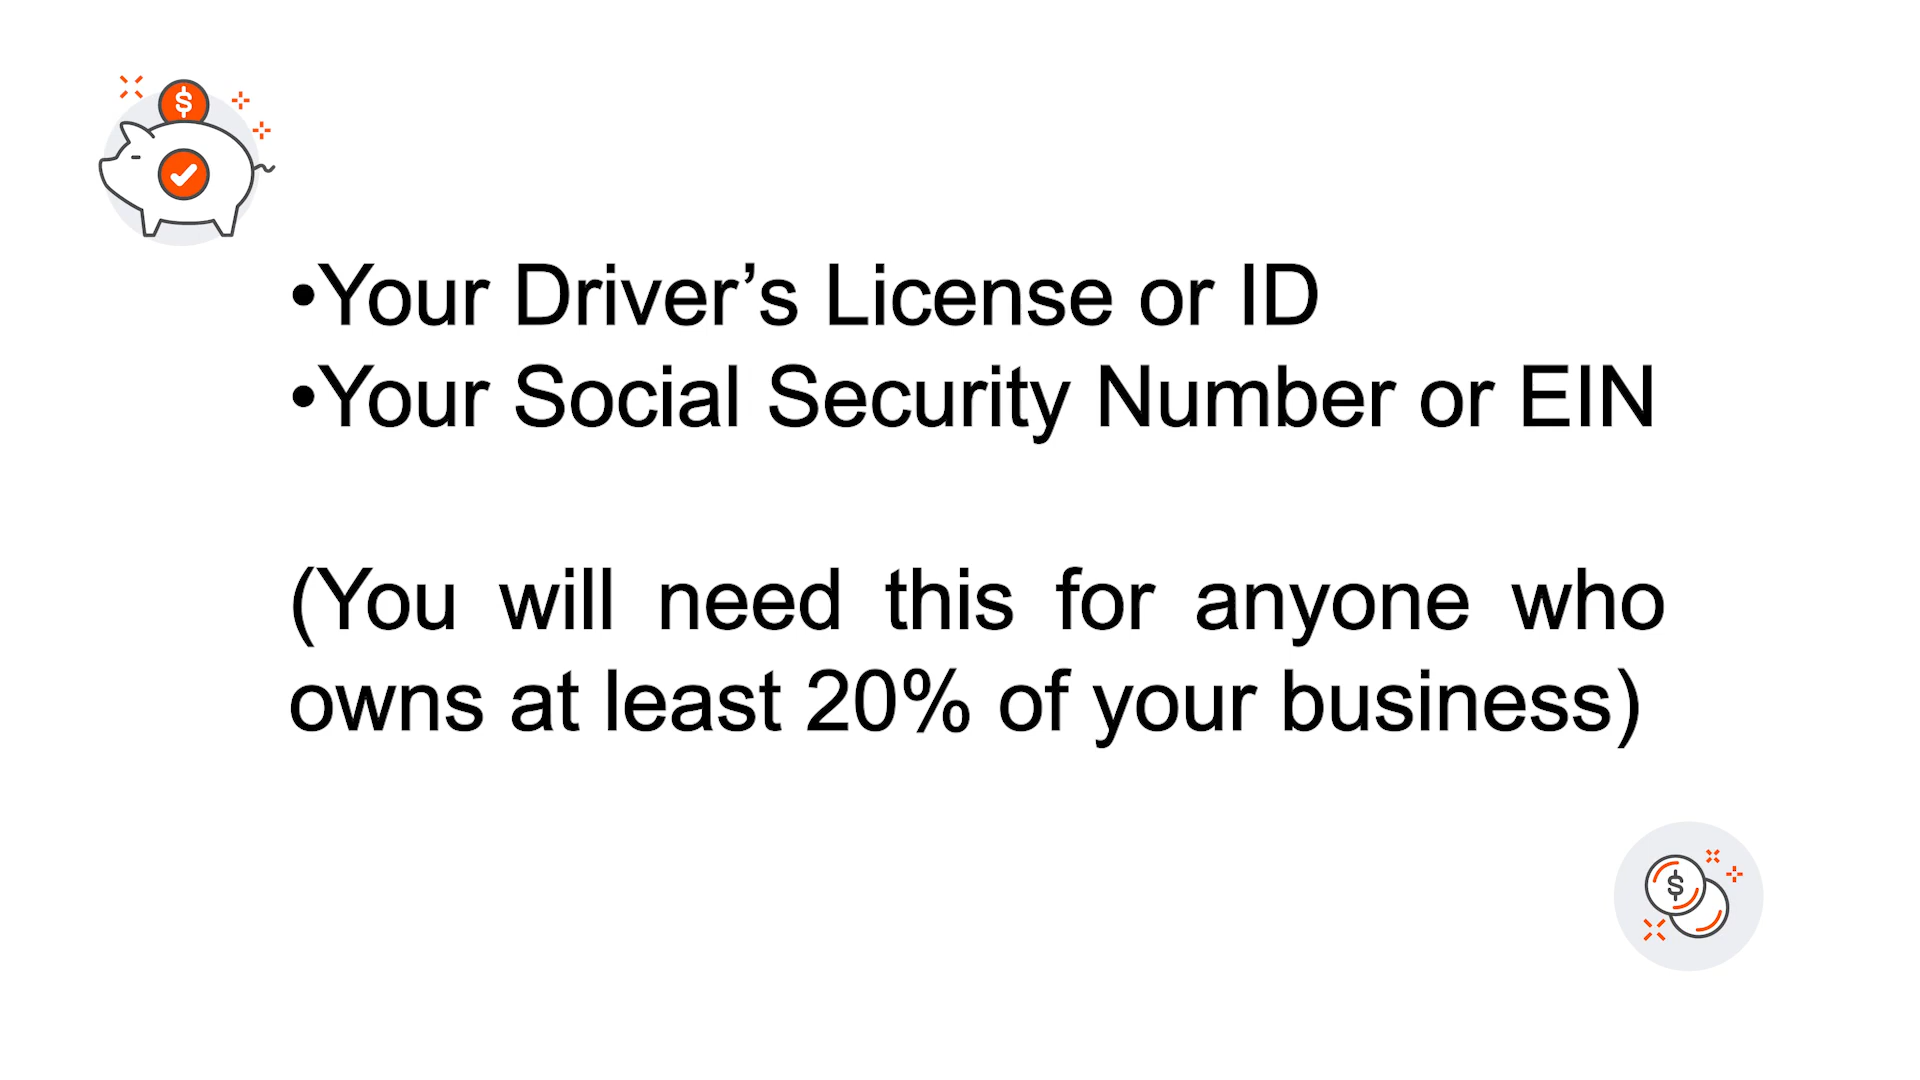 $
•Your Driver’s License or ID
•Your Social Security Number or EIN
(You will need this for anyone who
owns at least 20% of your business)
$